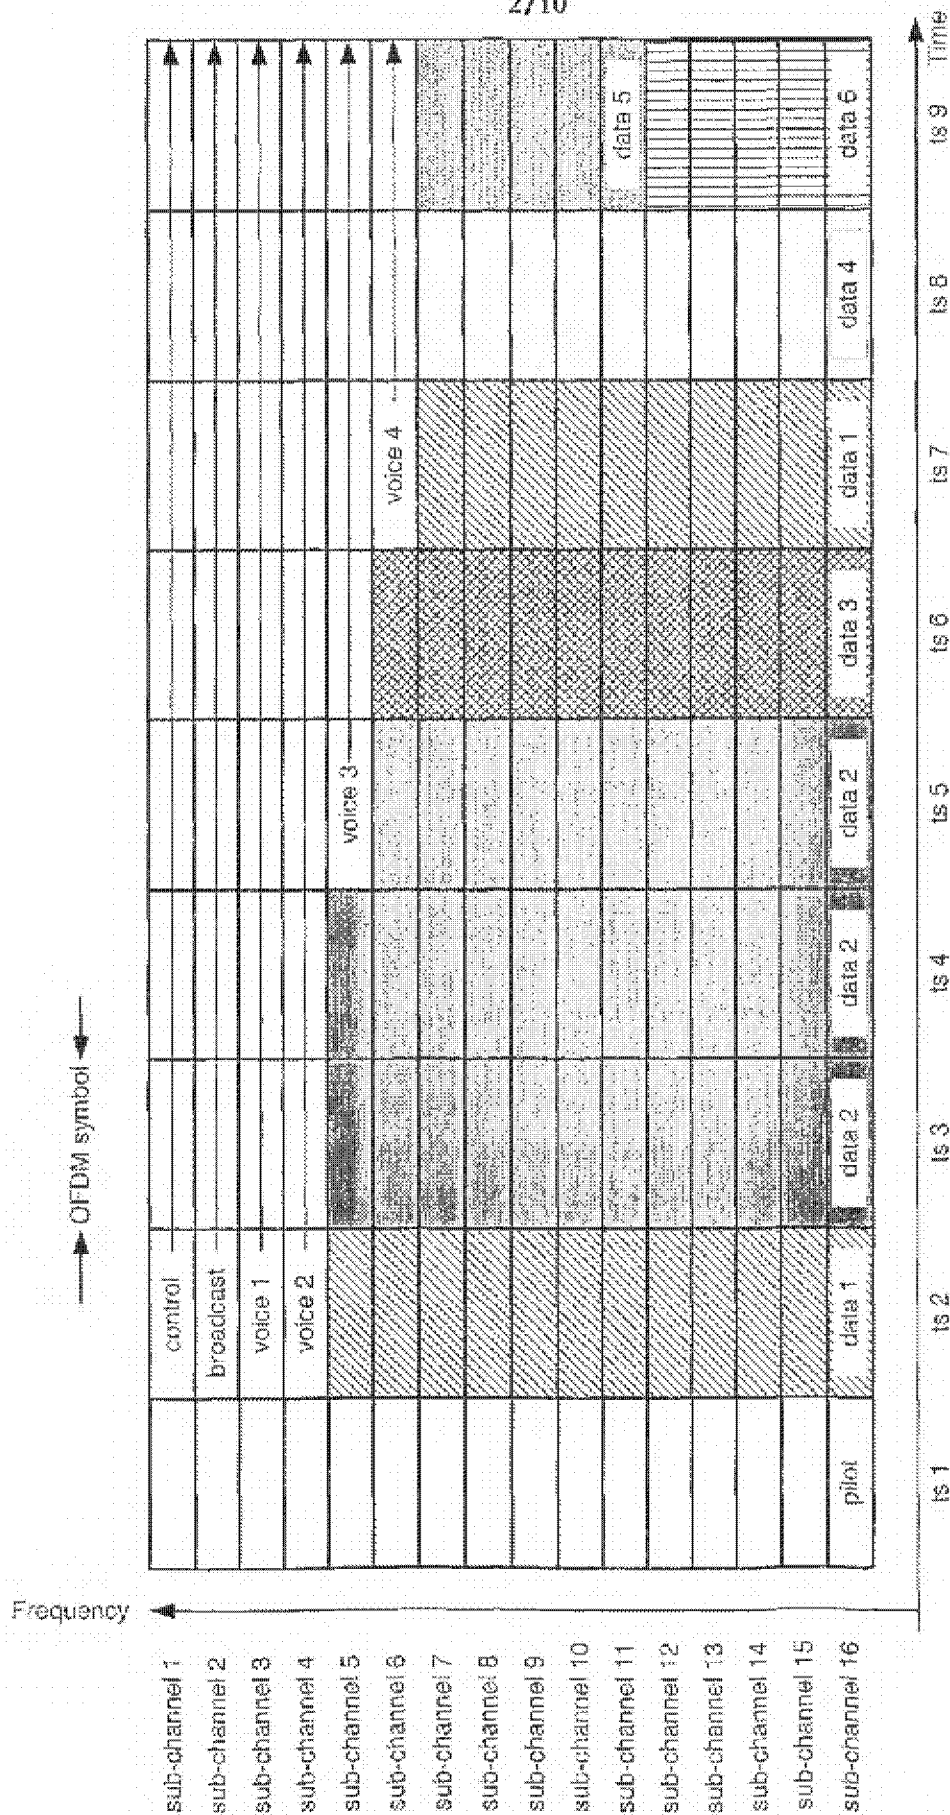 2/10
OFDM symbol
Frequency
sub-channel 1
sub-channel 2
sub-channel 3
sub-channel 4
sub-channel 5
sub-channel 6
sub-channel 7
sub-channel 8
sub-channel 9
sub-channel 10
sub-channel 11
sub-channel 12
sub-channel 13
sub-channel 14
sub-channel 15
sub-channel 16
control
broadcast
voice 1
voice 2
voice 3
voice 4
pilot
data 1
data 2
data 2
data 2
data 3
data 1
data 4
data 5
data 6
ts 1
ts 2
ts 3
ts 4
ts 5
ts 6
ts 7
ts 8
ts 9
Time